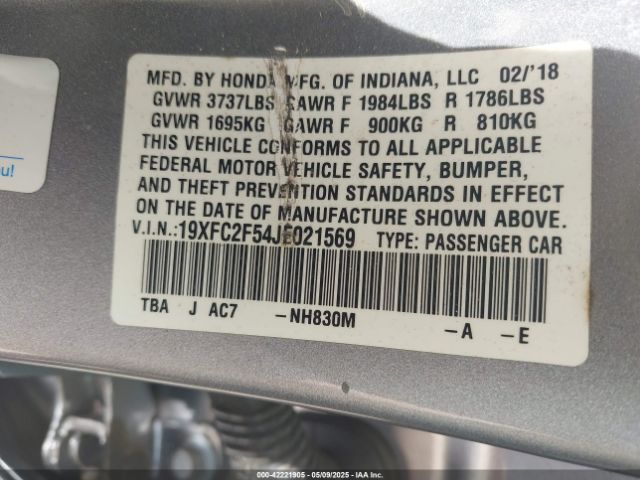 MFD. BY HONDA MFG. OF INDIANA, LLC 02/'18
GVWR 3737LBS GAWR F 1984LBS R 1786LBS
GVWR 1695KG GAWR F 900KG R 810KG
THIS VEHICLE CONFORMS TO ALL APPLICABLE
FEDERAL MOTOR VEHICLE SAFETY, BUMPER,
AND THEFT PREVENTION STANDARDS IN EFFECT
ON THE DATE OF MANUFACTURE SHOWN ABOVE.
V.I.N.:19XFC2F54JE021569 TYPE: PASSENGER CAR
TBA J AC7 -NH830M -A -E
000-42221905 - 05/09/2025 - IAA Inc.